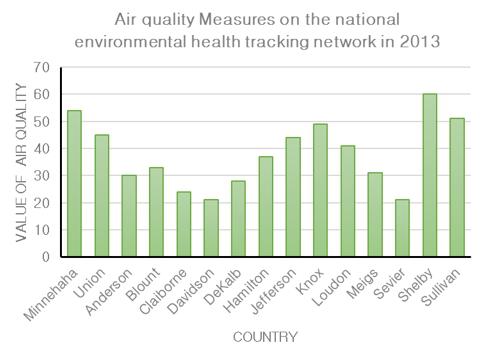 Air quality Measures on the national
environmental health tracking network in 2013
VALUE OF AIR QUALITY
70
60
50
40
30
20
10
0
Minnehaha
Union
Anderson
Blount
Claiborne
Davidson
DeKalb
Hamilton
Jefferson
Knox
Loudon
Meigs
Sevier
Shelby
Sullivan
COUNTRY